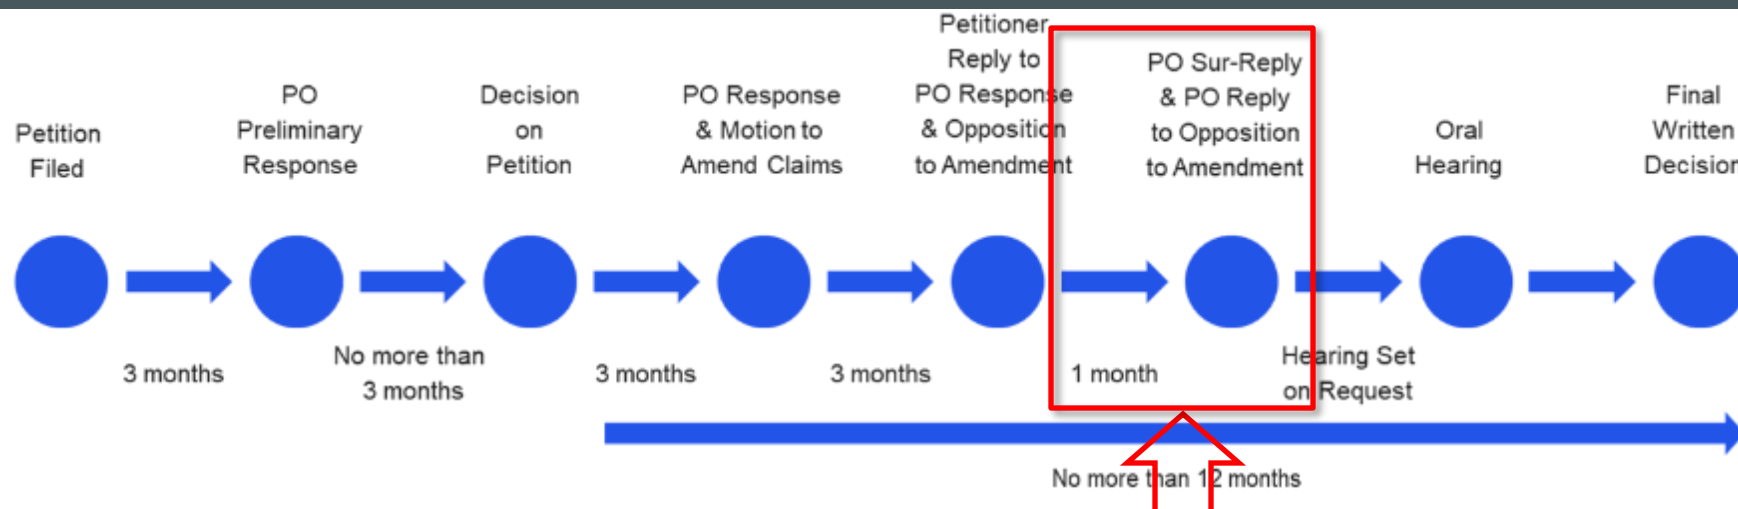 Petition
Filed
PO
Preliminary
Response
Decision
on
Petition
PO Response
& Motion to
Amend Claims
Petitioner
Reply to
PO Response
& Opposition
to Amendment
PO Sur-Reply
& PO Reply
to Opposition
to Amendment
Oral
Hearing
Final
Written
Decision
3 months
No more than
3 months
3 months
3 months
1 month
Hearing Set
on Request
No more than 12 months